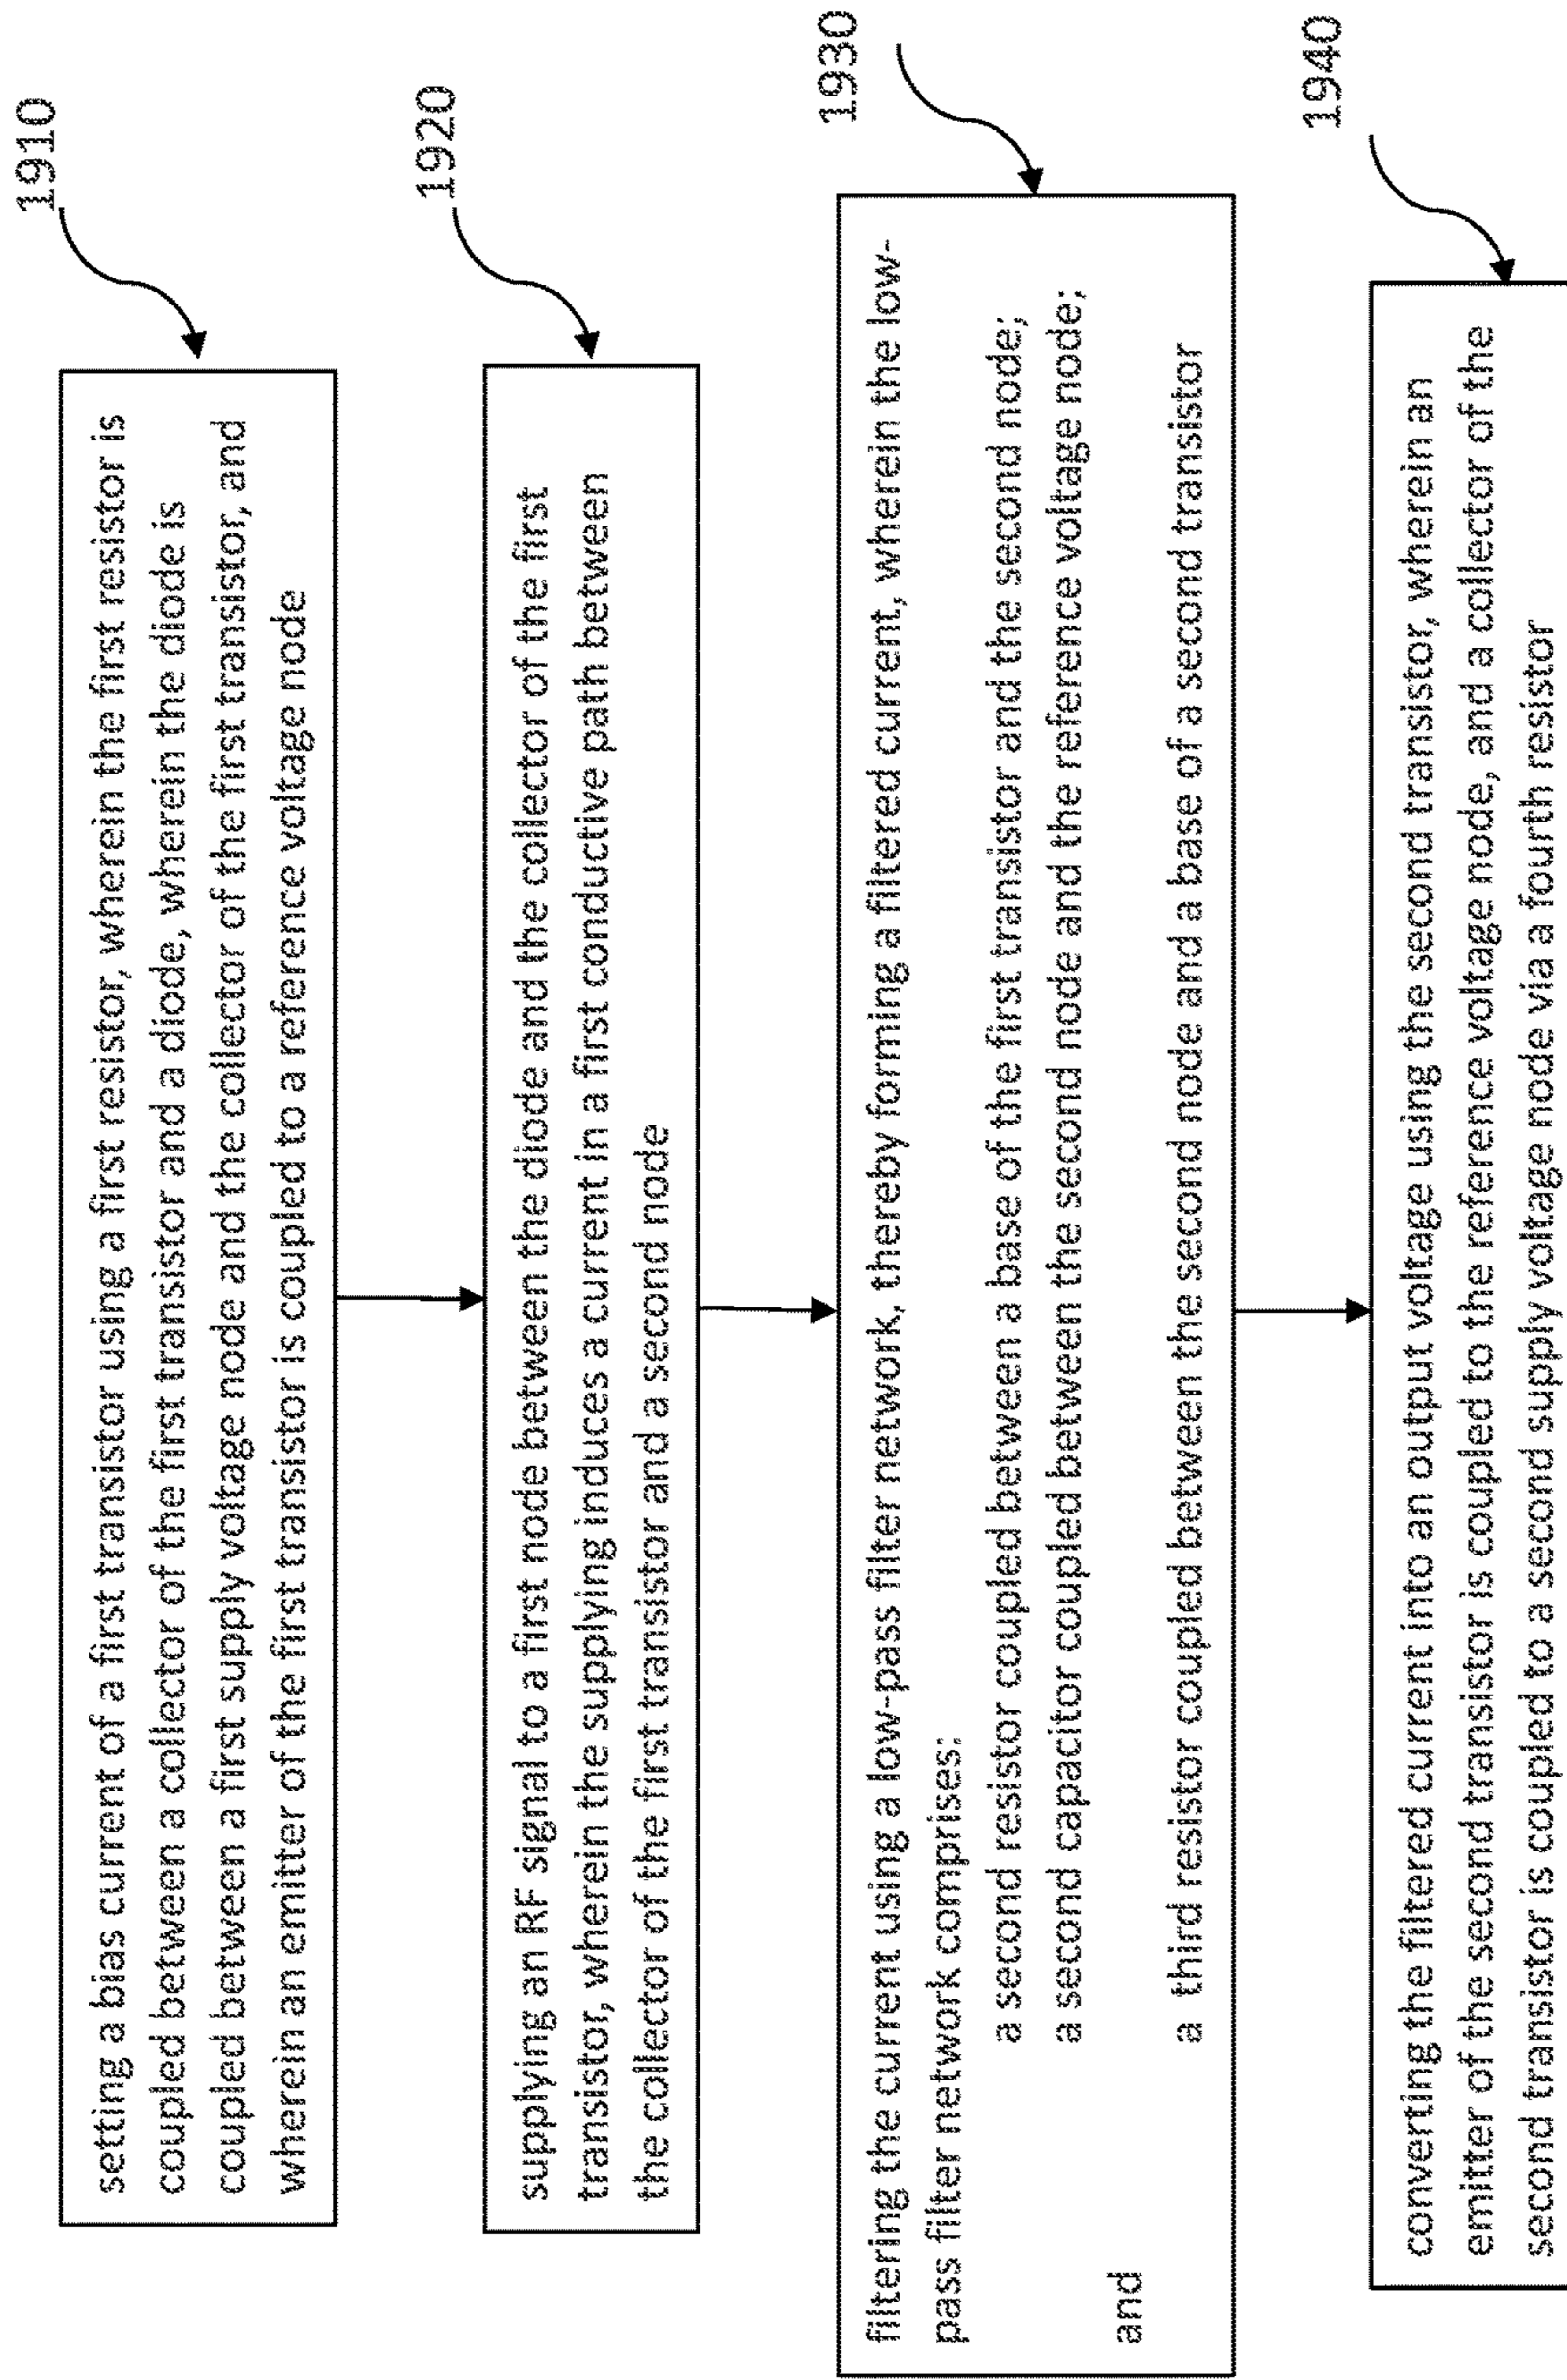 1910
setting a bias current of a first transistor using a first resistor, wherein the first resistor is
coupled between a collector of the first transistor and a diode, wherein the diode is
coupled between a first supply voltage node and the collector of the first transistor, and
wherein an emitter of the first transistor is coupled to a reference voltage node
1920
supplying an RF signal to a first node between the diode and the collector of the first
transistor, wherein the supplying induces a current in a first conductive path between
the collector of the first transistor and a second node
1930
filtering the current using a low-pass filter network, thereby forming a filtered current, wherein the low-
pass filter network comprises:
a second resistor coupled between a base of the first transistor and the second node;
a second capacitor coupled between the second node and the reference voltage node;
and
a third resistor coupled between the second node and a base of a second transistor
1940
converting the filtered current into an output voltage using the second transistor, wherein an
emitter of the second transistor is coupled to the reference voltage node, and a collector of the
second transistor is coupled to a second supply voltage node via a fourth resistor